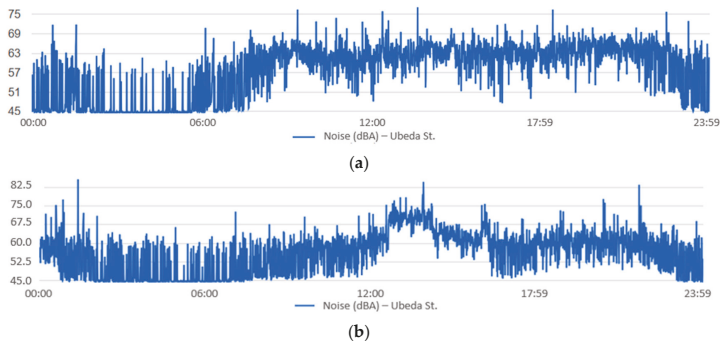 75
69
63
57
51
45
00:00 06:00 12:00 17:59 23:59
Noise (dBA) – Ubeda St.
(a)
82.5
75.0
67.5
60.0
52.5
45.0
00:00 06:00 12:00 17:59 23:59
Noise (dBA) – Ubeda St.
(b)